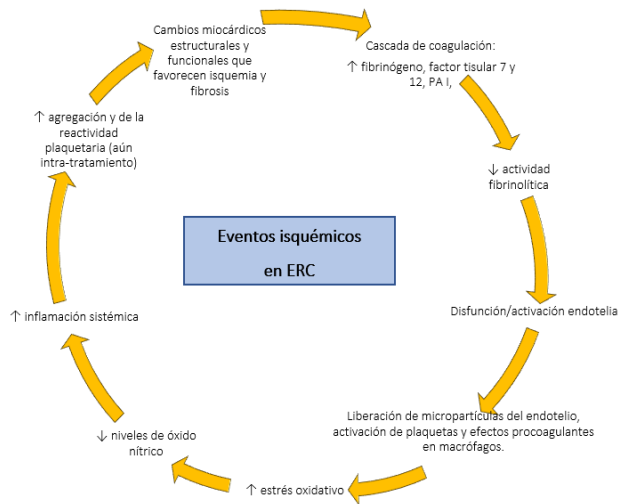 Cambios miocárdicos
estructurales y
funcionales que
favorecen isquemia y
fibrosis
Cascada de coagulación:
↑ fibrinógeno, factor tisular 7 y
12, PA I,
↓ actividad
fibrinolítica
Disfunción/activación endotelia
Liberación de micropartículas del endotelio,
activación de plaquetas y efectos procoagulantes
en macrófagos.
↑ estrés oxidativo
↓ niveles de óxido
nítrico
↑ inflamación sistémica
↑ agregación y de la
reactividad
plaquetaria (aún
intra-tratamiento)
Eventos isquémicos
en ERC